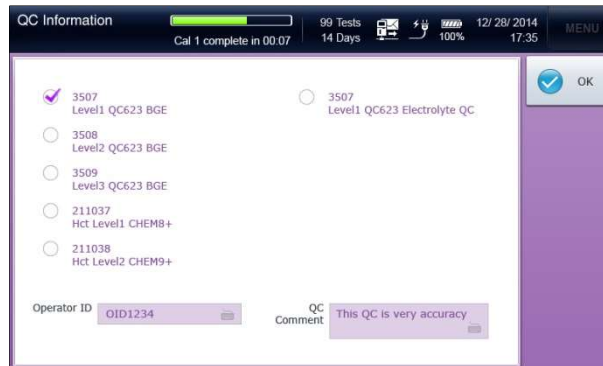 QC Information
Cal 1 complete in 00:07
99 Tests
14 Days
100%
12/ 28/ 2014
17:35
MENU
3507
Level1 QC623 BGE
3508
Level2 QC623 BGE
3509
Level3 QC623 BGE
211037
Hct Level1 CHEM8+
211038
Hct Level2 CHEM9+
3507
Level1 QC623 Electrolyte QC
OK
Operator ID
OID1234
QC
Comment
This QC is very accuracy